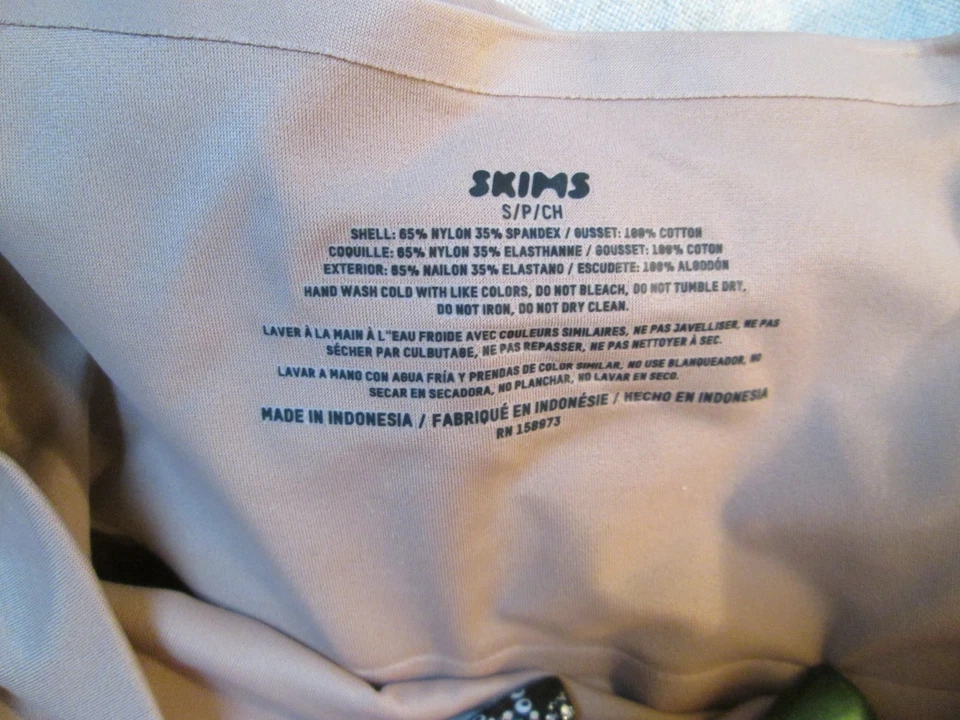 SKIMS
S/P/CH
SHELL: 65% NYLON 35% SPANDEX / GUSSET: 100% COTTON
COQUILLE: 65% NYLON 35% ELASTHANNE / GOUSSET: 100% COTON
EXTERIOR: 65% NAILON 35% ELASTANO / ESCUDETE: 100% ALGODÓN
HAND WASH COLD WITH LIKE COLORS, DO NOT BLEACH, DO NOT TUMBLE DRY,
DO NOT IRON, DO NOT DRY CLEAN.
LAVER À LA MAIN À L"EAU FROIDE AVEC COULEURS SIMILAIRES, NE PAS JAVELLISER, NE PAS
SÉCHER PAR CULBUTAGE, NE PAS REPASSER, NE PAS NETTOYER À SEC.
LAVAR A MANO CON AGUA FRÍA Y PRENDAS DE COLOR SIMILAR, NO USE BLANQUEADOR, NO
SECAR EN SECADORA, NO PLANCHAR, NO LAVAR EN SECO.
MADE IN INDONESIA / FABRIQUÉ EN INDONÉSIE / HECHO EN INDONESIA
RN 158973